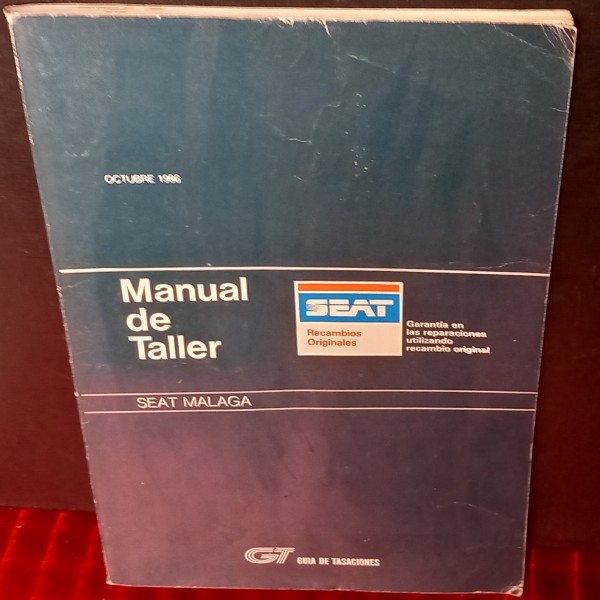 OCTUBRE 1986
Manual
de
Taller
SEAT
Recambios
Originales
Garantía en
las reparaciones
utilizando
recambio original
SEAT MALAGA
GT GUIA DE TASACIONES